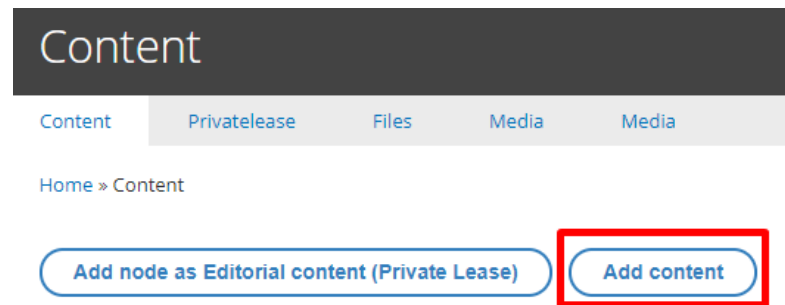 Content
Content Privatelease Files Media Media
Home » Content
Add node as Editorial content (Private Lease) Add content